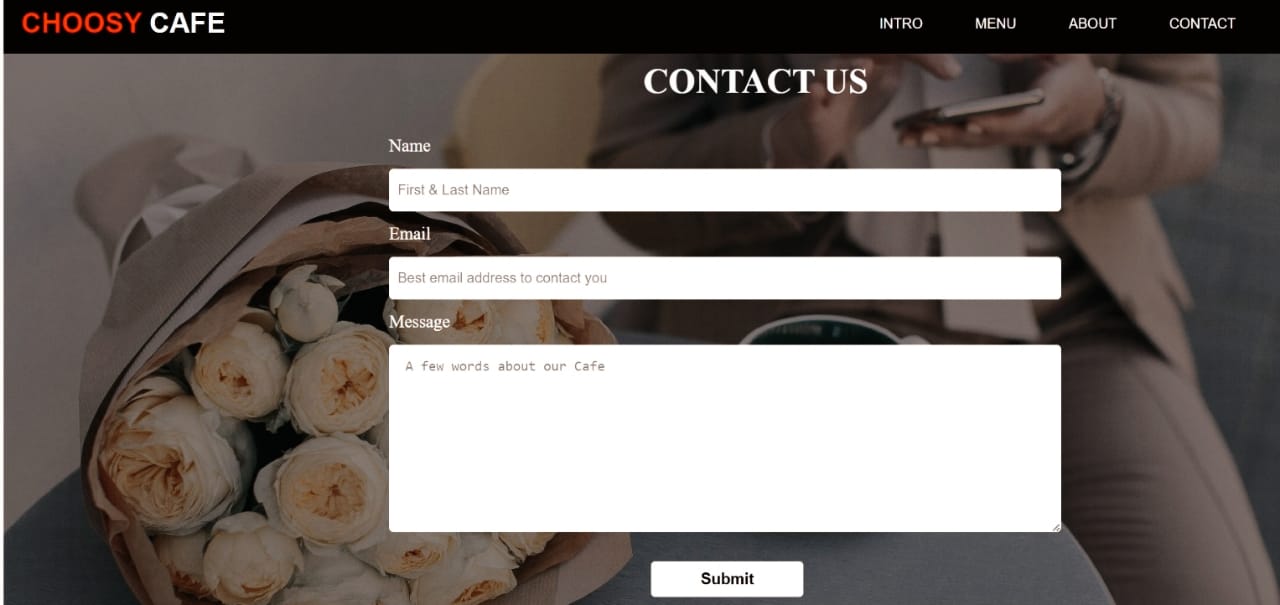 CHOOSY CAFE INTRO MENU ABOUT CONTACT
CONTACT US
Name
First & Last Name
Email
Best email address to contact you
Message
A few words about our Cafe
Submit